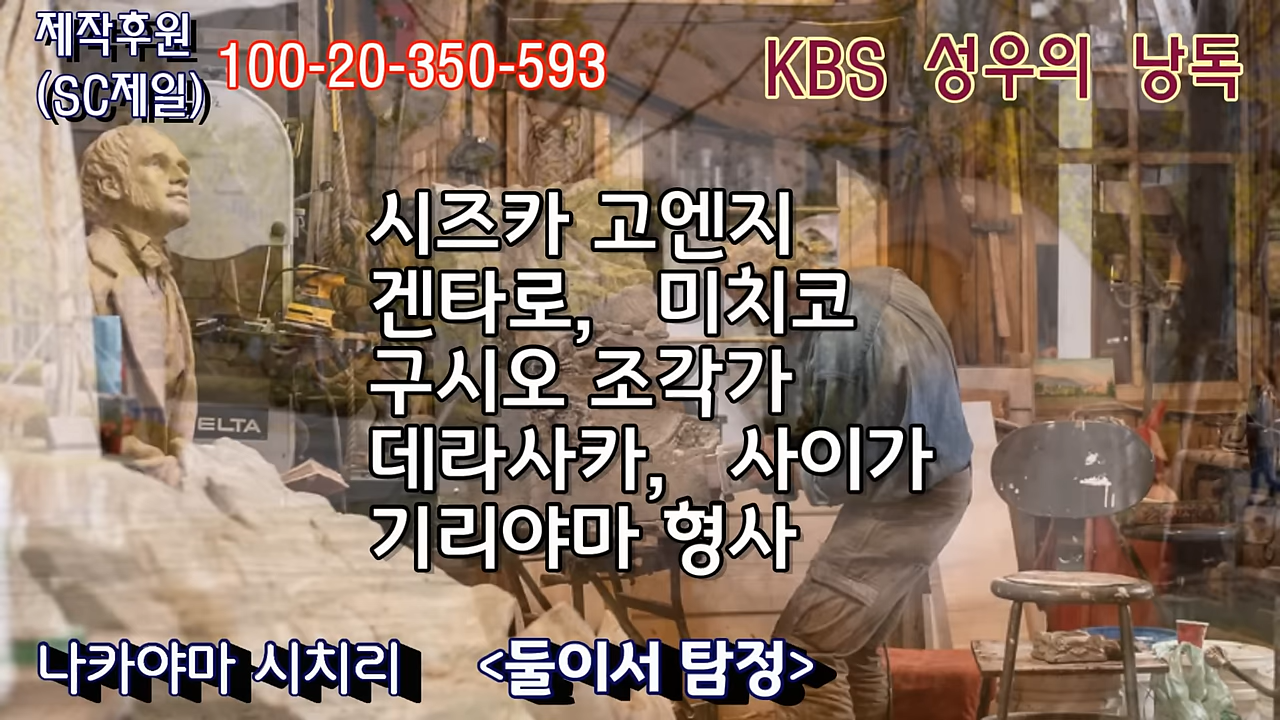 제작후원
(SC제일)
100-20-350-593
KBS 성우의 낭독
시즈카 고엔지
겐타로, 미치코
구시오 조각가
데라사카, 사이가
기리야마 형사
ELTA
나카야마 시치리 <둘이서 탐정>